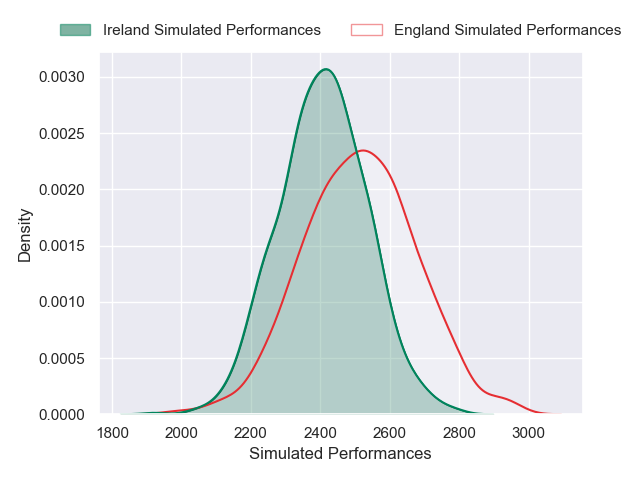 Ireland Simulated Performances
England Simulated Performances
0.0030
0.0025
0.0020
0.0015
0.0010
0.0005
0.0000
Density
1800 2000 2200 2400 2600 2800 3000
Simulated Performances